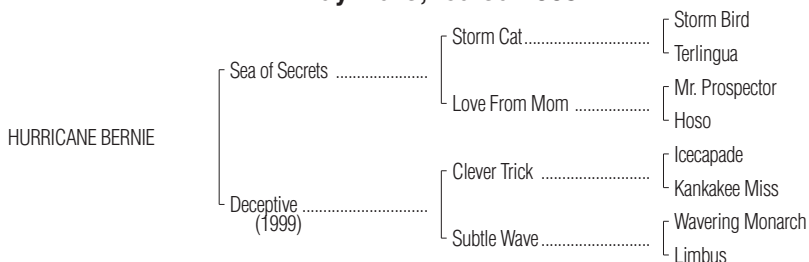 Storm Bird
Storm Cat..................................
Terlingua
Sea of Secrets .........................
Mr. Prospector
Love From Mom ....................
Hoso
HURRICANE BERNIE
Icecapade
Clever Trick .............................
Kankakee Miss
Deceptive ..................................
(1999)
Wavering Monarch
Subtle Wave.............................
Limbus